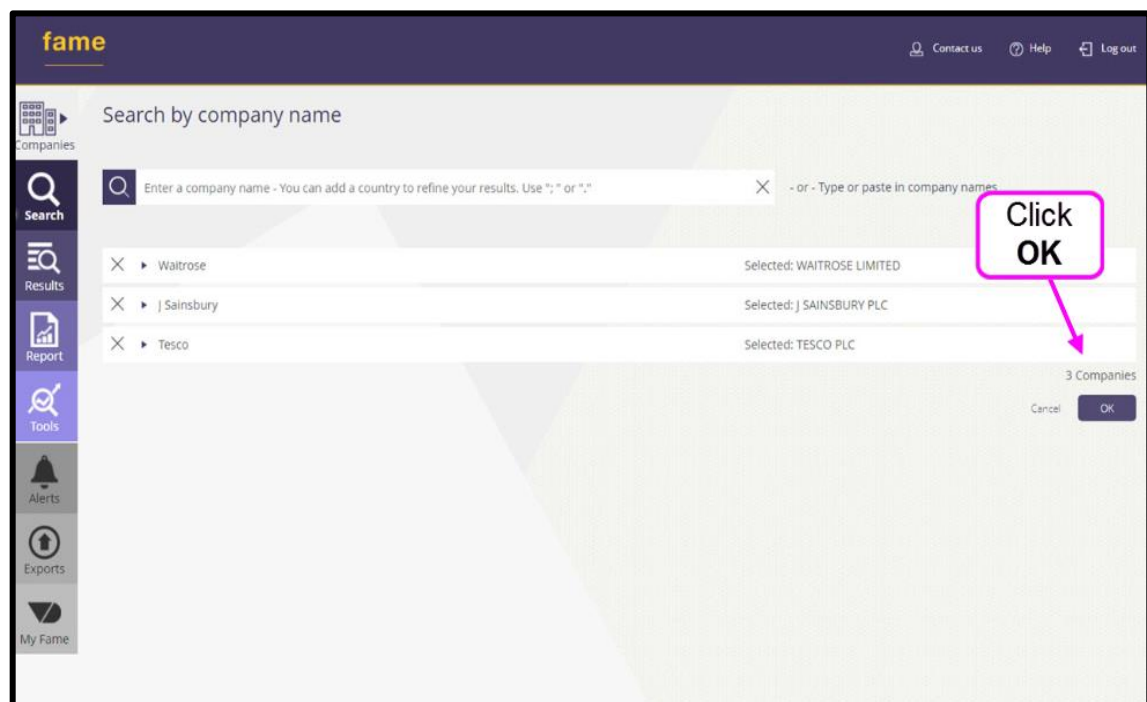 fame
Contact us Help Log out
Companies
Search by company name
Enter a company name - You can add a country to refine your results. Use "; " or "."
- or - Type or paste in company names
Search
Click
OK
Waitrose Selected: WAITROSE LIMITED
Results
J Sainsbury Selected: J SAINSBURY PLC
Tesco Selected: TESCO PLC
Report
3 Companies
Cancel OK
Tools
Alerts
Exports
My Fame